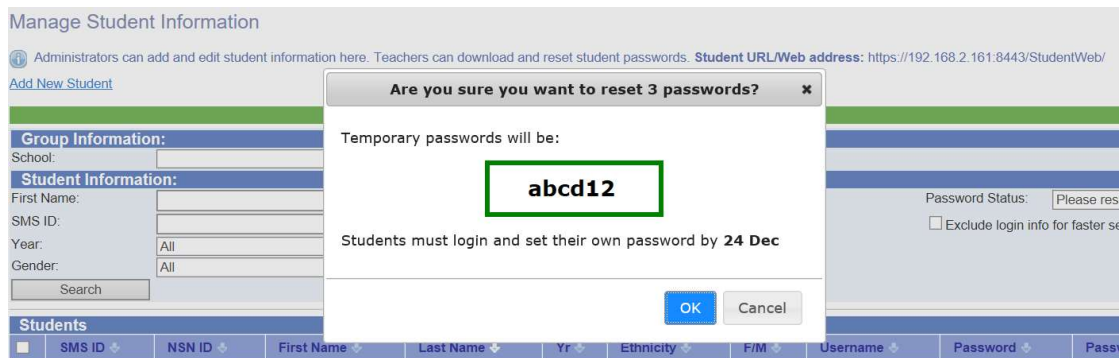 Manage Student Information
Administrators can add and edit student information here. Teachers can download and reset student passwords. Student URL/Web address: https://192.168.2.161:8443/StudentWeb/
Add New Student
Are you sure you want to reset 3 passwords?
Group Information:
School:
Temporary passwords will be:
Student Information:
abcd12
First Name:
Password Status: Please res
SMS ID:
Exclude login info for faster se
Year: All
Students must login and set their own password by 24 Dec
Gender: All
Search
OK Cancel
Students
SMS ID NSN ID First Name Last Name Yr Ethnicity F/M Username Password Pass